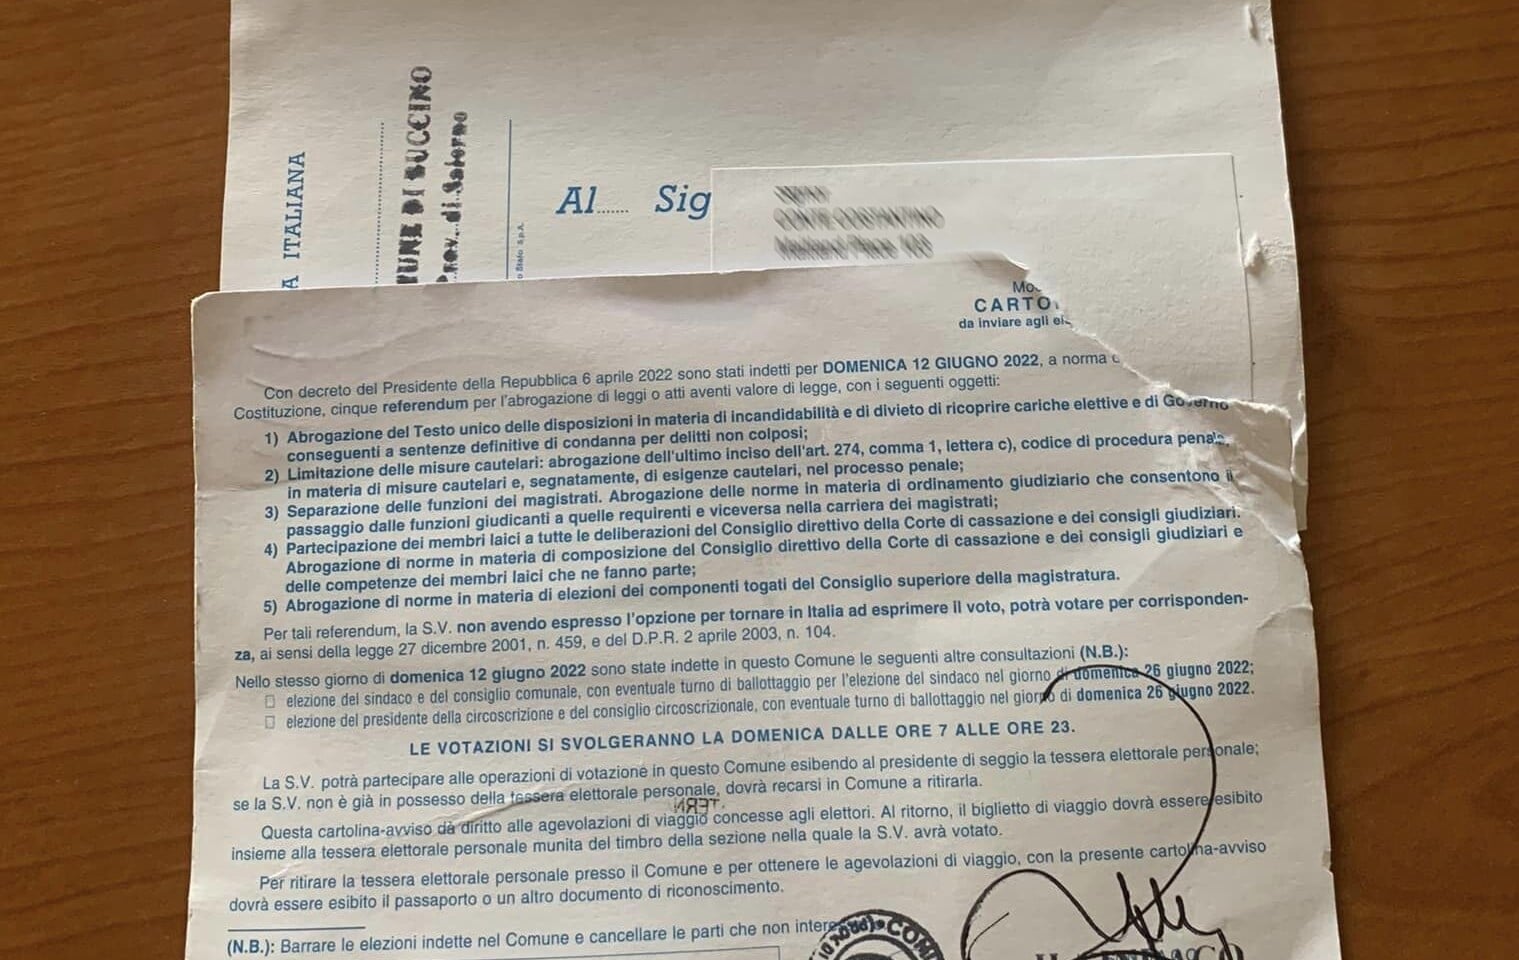 A ITALIANA
UNE DI BUCCINO
Prov. di Salerno
o Stato S.p.A.
Al...... Sig
CONTE COSTANTINO
Mo
CARTO
da inviare agli el
Con decreto del Presidente della Repubblica 6 aprile 2022 sono stati indetti per DOMENICA 12 GIUGNO 2022, a norma
Costituzione, cinque referendum per l'abrogazione di leggi o atti aventi valore di legge, con i seguenti oggetti:
1) Abrogazione del Testo unico delle disposizioni in materia di incandidabilità e di divieto di ricoprire cariche elettive e di Governo
conseguenti a sentenze definitive di condanna per delitti non colposi;
2) Limitazione delle misure cautelari: abrogazione dell'ultimo inciso dell'art. 274, comma 1, lettera c), codice di procedura penale,
in materia di misure cautelari e, segnatamente, di esigenze cautelari, nel processo penale;
3) Separazione delle funzioni dei magistrati. Abrogazione delle norme in materia di ordinamento giudiziario che consentono il
passaggio dalle funzioni giudicanti a quelle requirenti e viceversa nella carriera dei magistrati;
4) Partecipazione dei membri laici a tutte le deliberazioni del Consiglio direttivo della Corte di cassazione e dei consigli giudiziari.
Abrogazione di norme in materia di composizione del Consiglio direttivo della Corte di cassazione e dei consigli giudiziari e
delle competenze dei membri laici che ne fanno parte;
5) Abrogazione di norme in materia di elezioni dei componenti togati del Consiglio superiore della magistratura.
Per tali referendum, la S.V. non avendo espresso l'opzione per tornare in Italia ad esprimere il voto, potrà votare per corrisponden-
za, ai sensi della legge 27 dicembre 2001, n. 459, e del D.P.R. 2 aprile 2003, n. 104.
Nello stesso giorno di domenica 12 giugno 2022 sono state indette in questo Comune le seguenti altre consultazioni (N.B.):
elezione del sindaco e del consiglio comunale, con eventuale turno di ballottaggio per l'elezione del sindaco nel giorno di domenica 26 giugno 2022;
elezione del presidente della circoscrizione e del consiglio circoscrizionale, con eventuale turno di ballottaggio nel giorno di domenica 26 giugno 2022.
LE VOTAZIONI SI SVOLGERANNO LA DOMENICA DALLE ORE 7 ALLE ORE 23.
La S.V. potrà partecipare alle operazioni di votazione in questo Comune esibendo al presidente di seggio la tessera elettorale personale;
se la S.V. non è già in possesso della tessera elettorale personale, dovrà recarsi in Comune a ritirarla.
Questa cartolina-avviso dà diritto alle agevolazioni di viaggio concesse agli elettori. Al ritorno, il biglietto di viaggio dovrà essere esibito
insieme alla tessera elettorale personale munita del timbro della sezione nella quale la S.V. avrà votato.
Per ritirare la tessera elettorale personale presso il Comune e per ottenere le agevolazioni di viaggio, con la presente cartolina-avviso
dovrà essere esibito il passaporto o un altro documento di riconoscimento.
(N.B.): Barrare le elezioni indette nel Comune e cancellare le parti che non intere
COM